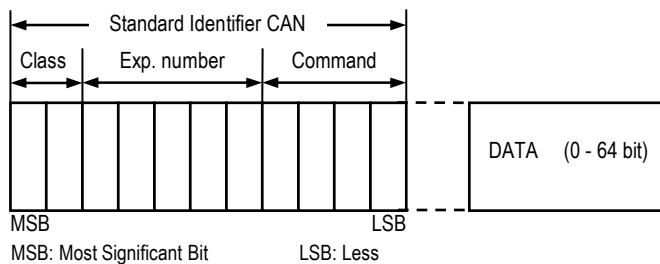 Standard Identifier CAN
Class Exp. number Command
DATA (0 - 64 bit)
MSB LSB
MSB: Most Significant Bit LSB: Less